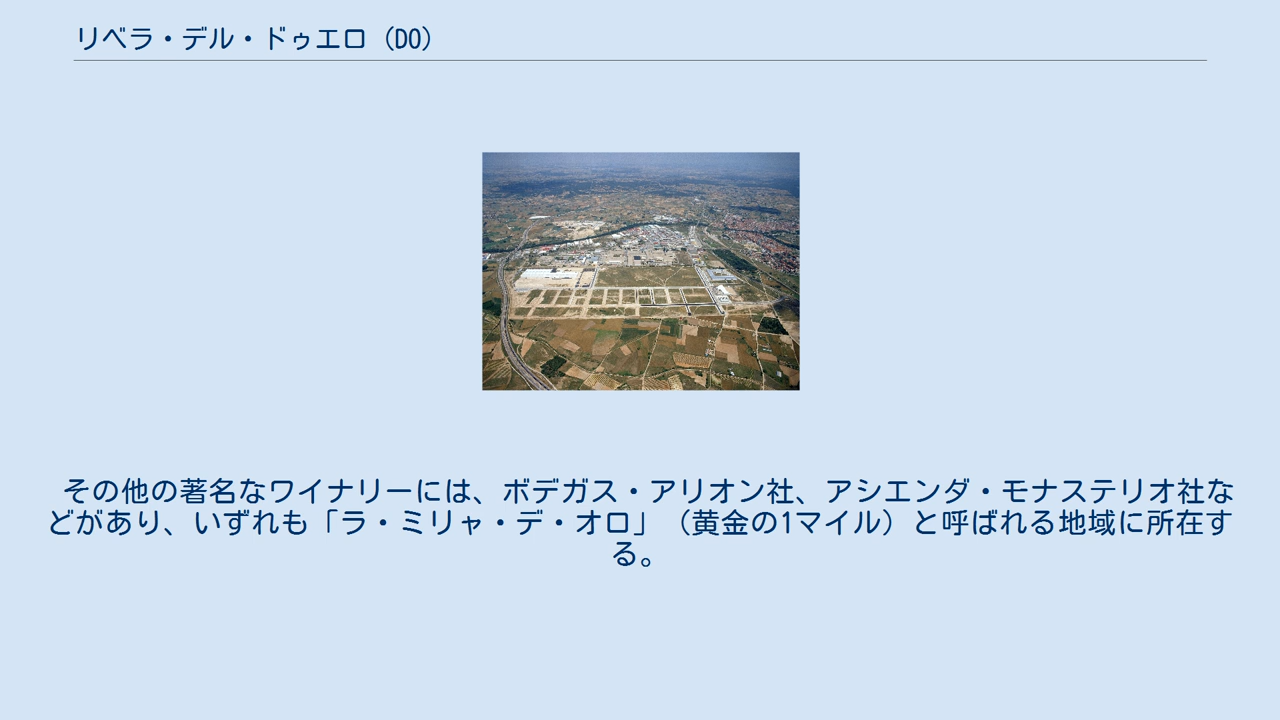 リベラ・デル・ドゥエロ (DO)
その他の著名なワイナリーには、ボデガス・アリオン社、アシエンダ・モナステリオ社な
どがあり、いずれも「ラ・ミリャ・デ・オロ」（黄金の1マイル）と呼ばれる地域に所在す
る。